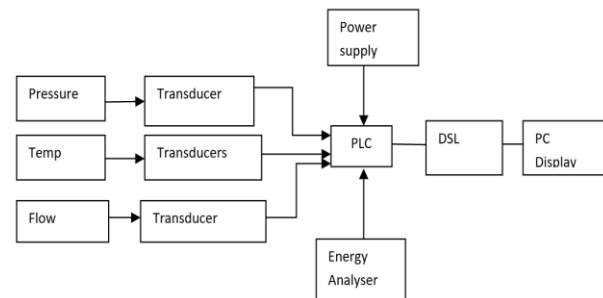 Power
supply
Pressure
Transducer
Temp
Transducers
PLC
DSL
PC
Display
Flow
Transducer
Energy
Analyser